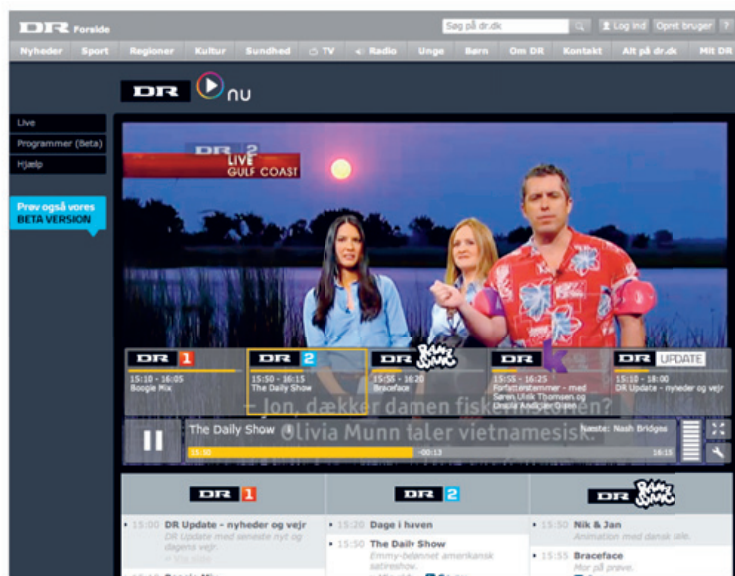 DR Forside
Søg på dr.dk
Log ind
Opret bruger
?
Nyheder Sport Regioner Kultur Sundhed TV Radio Unge Børn Om DR Kontakt Alt på dr.dk Mit DR
DR nu
Live
Programmer (Beta)
Hjælp
Prøv også vores
BETA VERSION
DR 2
LIVE
GULF COAST
DR 1
15:10 - 16:05
Boogie Mix
DR 2
15:50 - 16:15
The Daily Show
DR RAMASJANG
15:55 - 16:20
Braceface
DR K
15:55 - 16:25
Forfatterstemmer - med
Søren Ulrik Thomsen og
DR UPDATE
15:10 - 18:00
DR Update - nyheder og vejr
- Jon, dækker damen fiskeri
Olivia Munn taler vietnamesisk.
The Daily Show
Næste: Nash Bridges
15:50 -00:13 16:15
DR 1
15:00 DR Update - nyheder og vejr
DR Update med seneste nyt og
dagens vejr.
» Vis side
Boogie Mix
DR 2
15:20 Dage i haven
15:50 The Daily Show
Emmy-belønnet amerikansk
satireshow.
DR RAMASJANG
15:50 Nik & Jan
Animation med dansk tale.
15:55 Braceface
Mor på prøve.